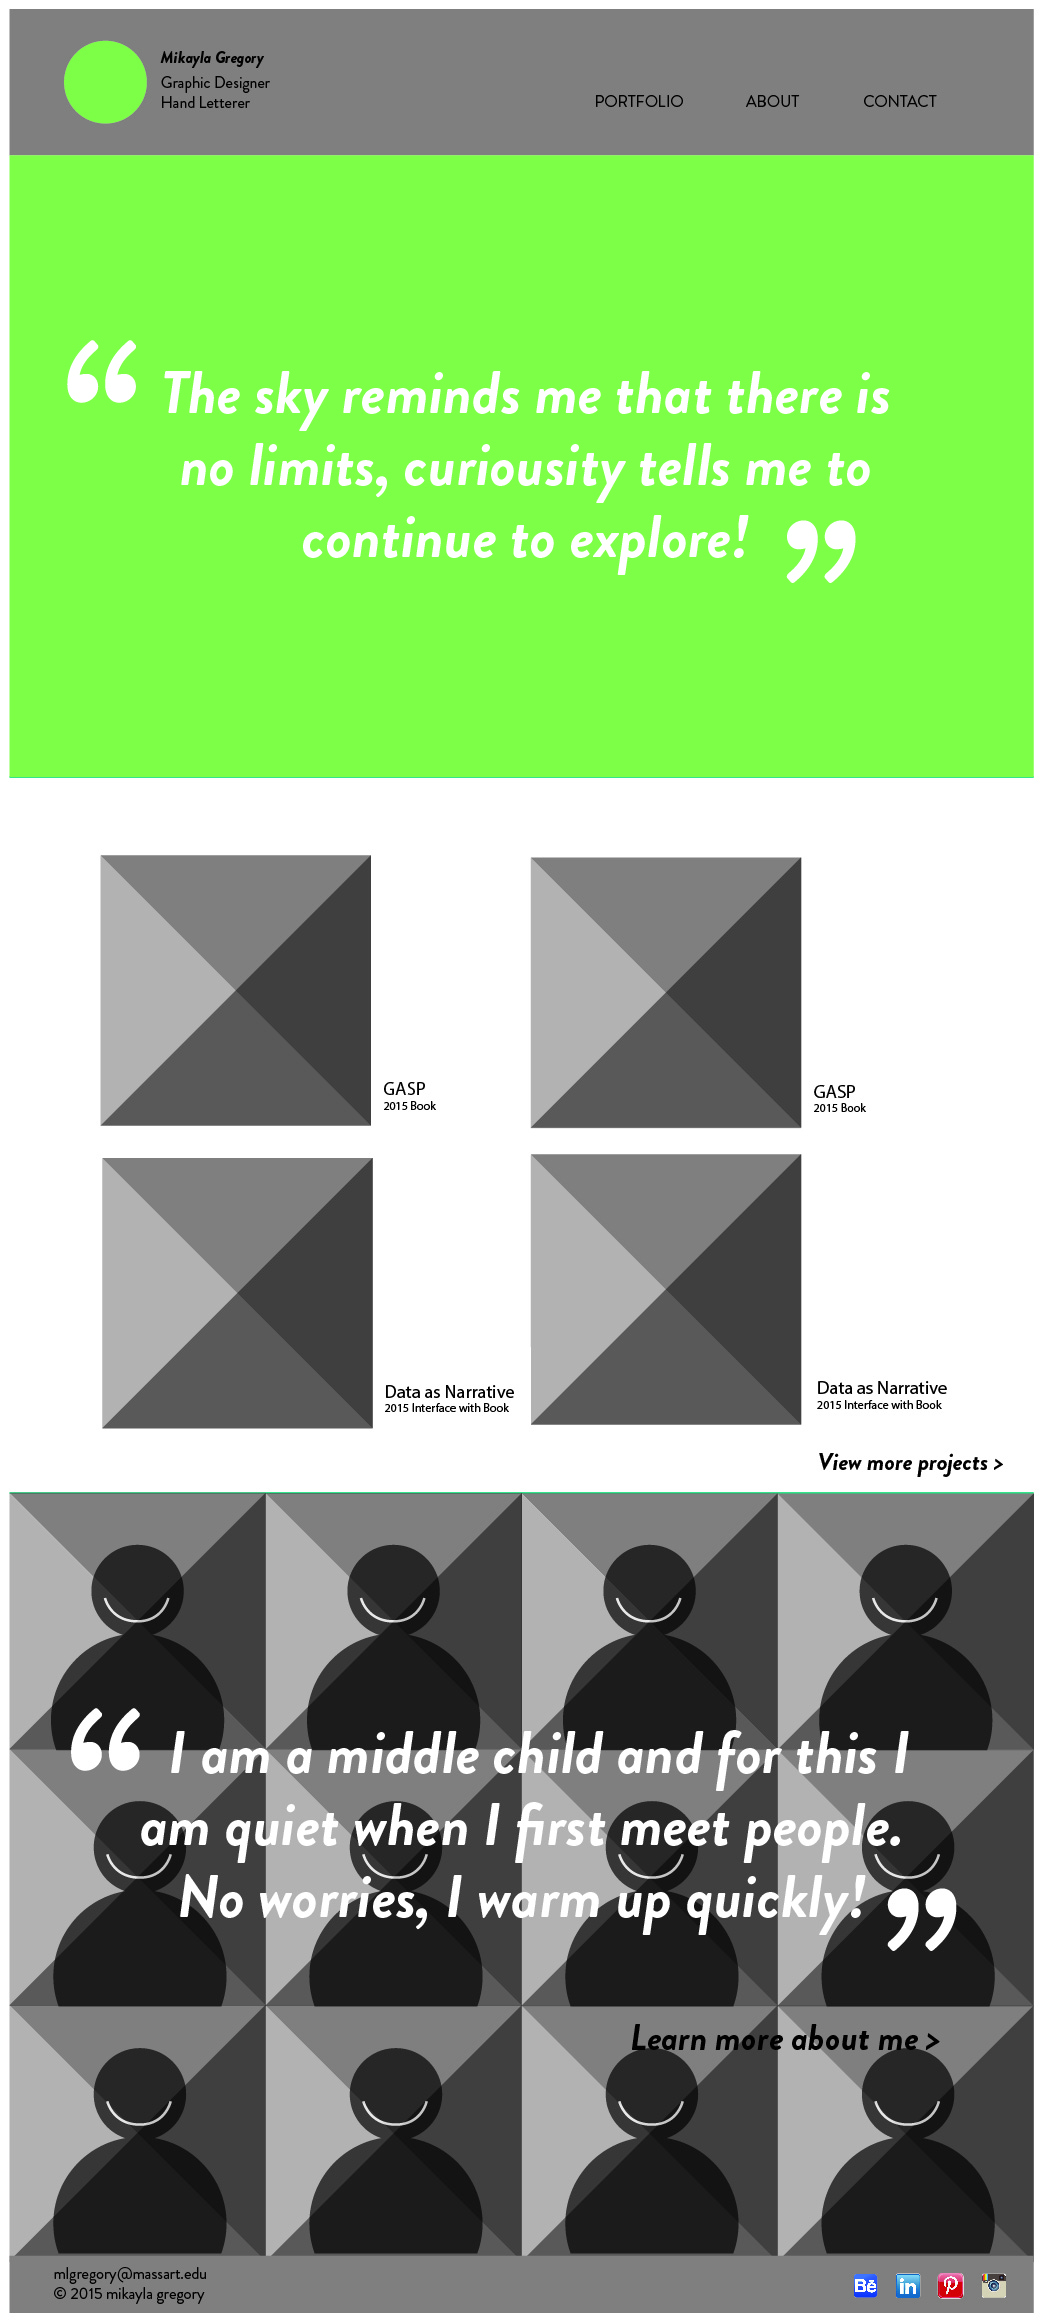 Mikayla Gregory
Graphic Designer
Hand Letterer
PORTFOLIO ABOUT CONTACT
“ The sky reminds me that there is
no limits, curiousity tells me to
continue to explore! ”
GASP
2015 Book
GASP
2015 Book
Data as Narrative
2015 Interface with Book
Data as Narrative
2015 Interface with Book
View more projects >
“ I am a middle child and for this I
am quiet when I first meet people.
No worries, I warm up quickly! ”
Learn more about me >
mlgregory@massart.edu
© 2015 mikayla gregory
Bē in